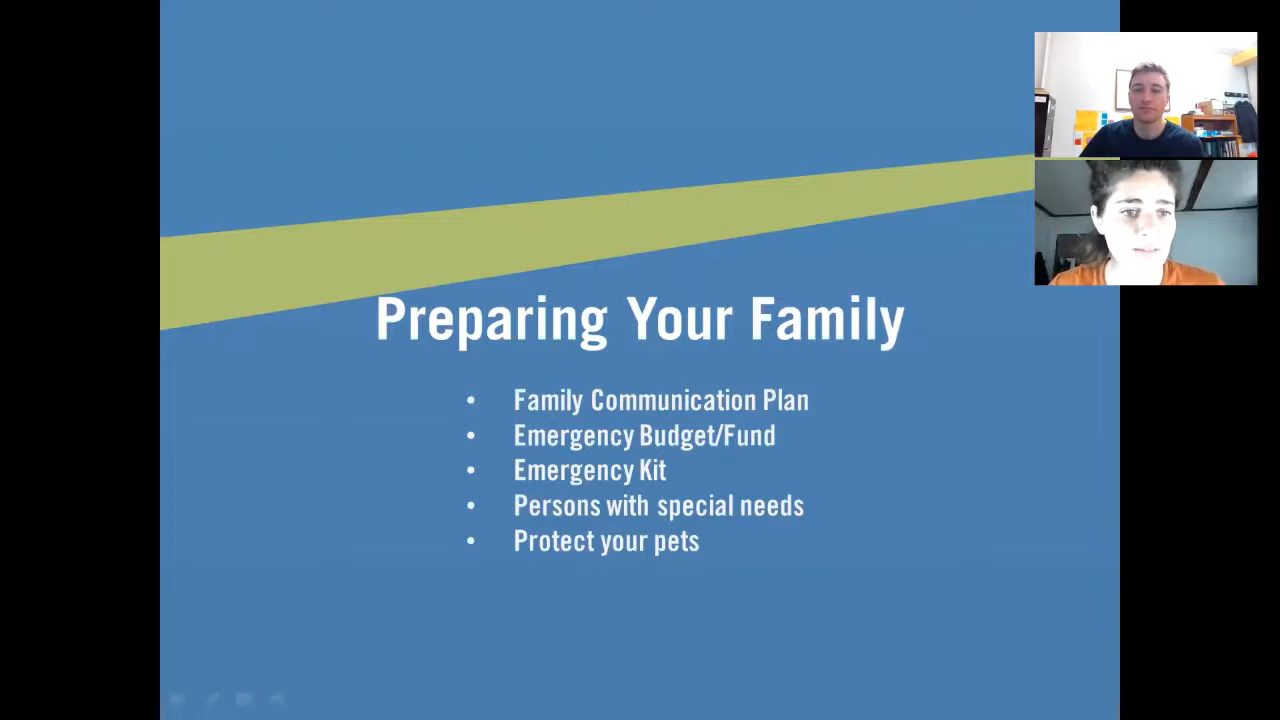 Preparing Your Family
• Family Communication Plan
• Emergency Budget/Fund
• Emergency Kit
• Persons with special needs
• Protect your pets